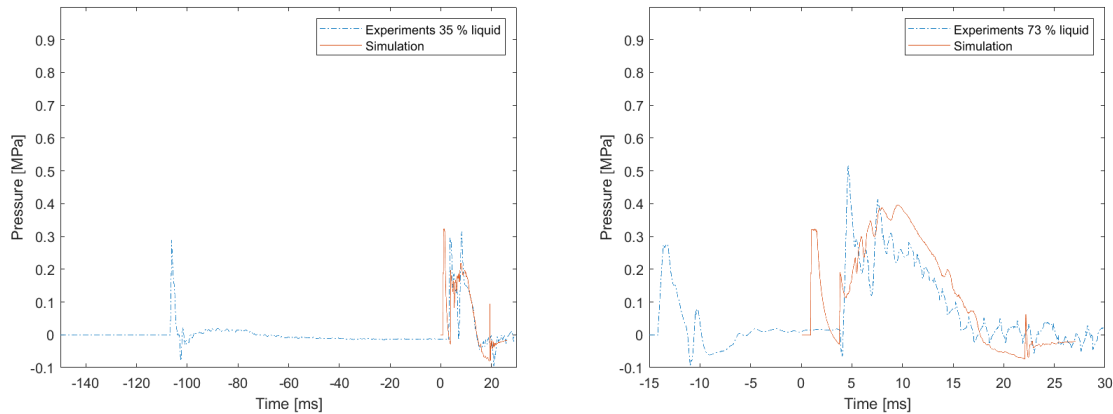 0.9
0.8
0.7
0.6
0.5
0.4
0.3
0.2
0.1
0
-0.1
Pressure [MPa]
-140 -120 -100 -80 -60 -40 -20 0 20
Time [ms]
Experiments 35 % liquid
Simulation
0.9
0.8
0.7
0.6
0.5
0.4
0.3
0.2
0.1
0
-0.1
Pressure [MPa]
-15 -10 -5 0 5 10 15 20 25 30
Time [ms]
Experiments 73 % liquid
Simulation